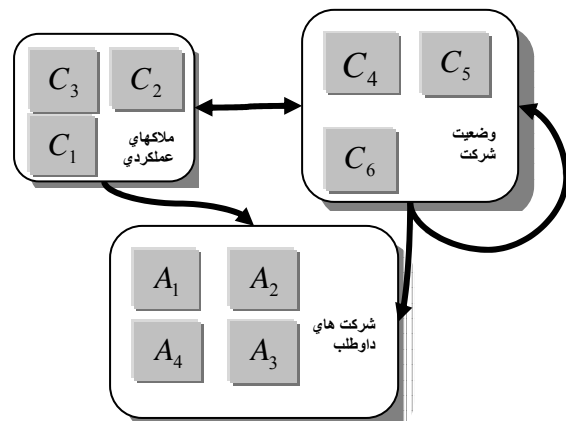 C3 C2
C1
ملاكهاي
عملكردي
C4 C5
C6
وضعيت
شركت
A1 A2
A4 A3
شركت هاي
داوطلب